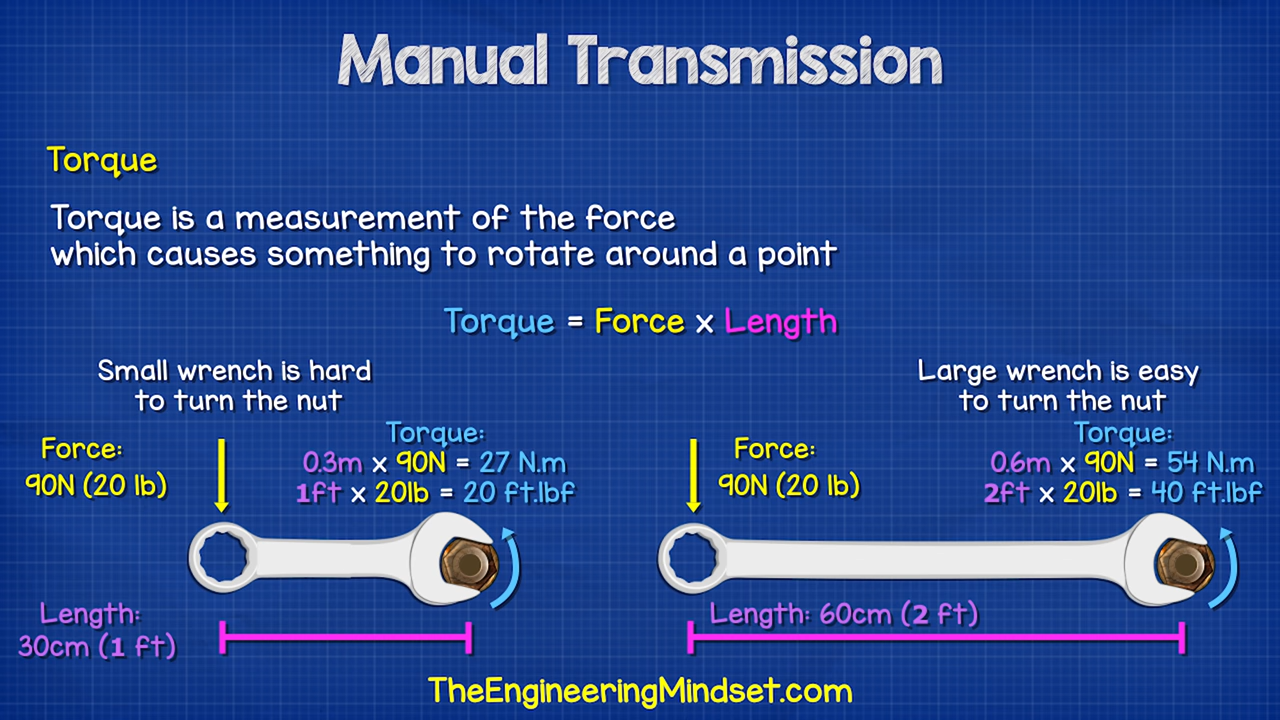 Manual Transmission
Torque
Torque is a measurement of the force
which causes something to rotate around a point
Torque = Force x Length
Small wrench is hard
to turn the nut
Force:
90N (20 lb)
Torque:
0.3m x 90N = 27 N.m
1ft x 20lb = 20 ft.lbf
Length:
30cm (1 ft)
Large wrench is easy
to turn the nut
Force:
90N (20 lb)
Torque:
0.6m x 90N = 54 N.m
2ft x 20lb = 40 ft.lbf
Length: 60cm (2 ft)
TheEngineeringMindset.com